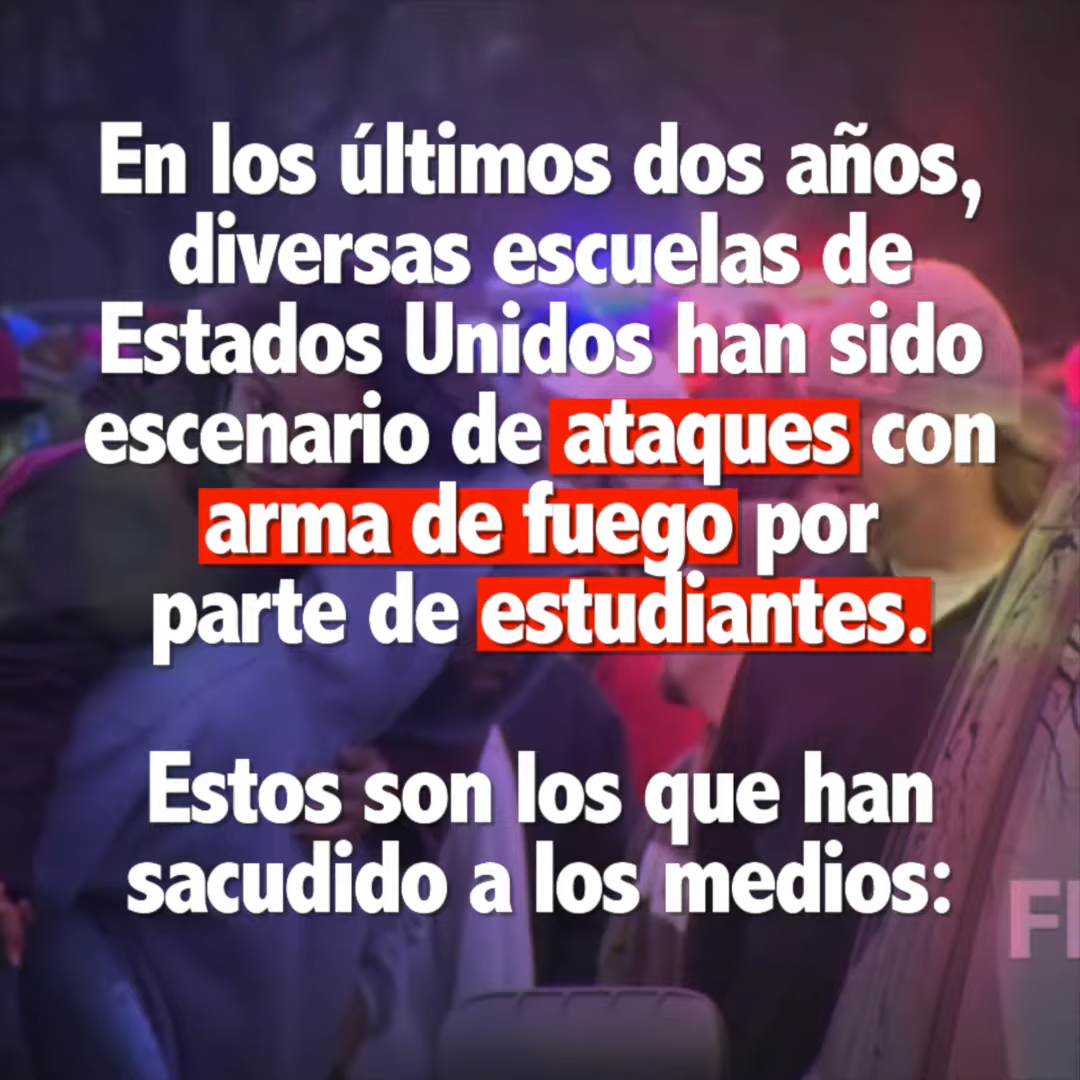 En los últimos dos años,
diversas escuelas de
Estados Unidos han sido
escenario de ataques con
arma de fuego por
parte de estudiantes.
Estos son los que han
sacudido a los medios: